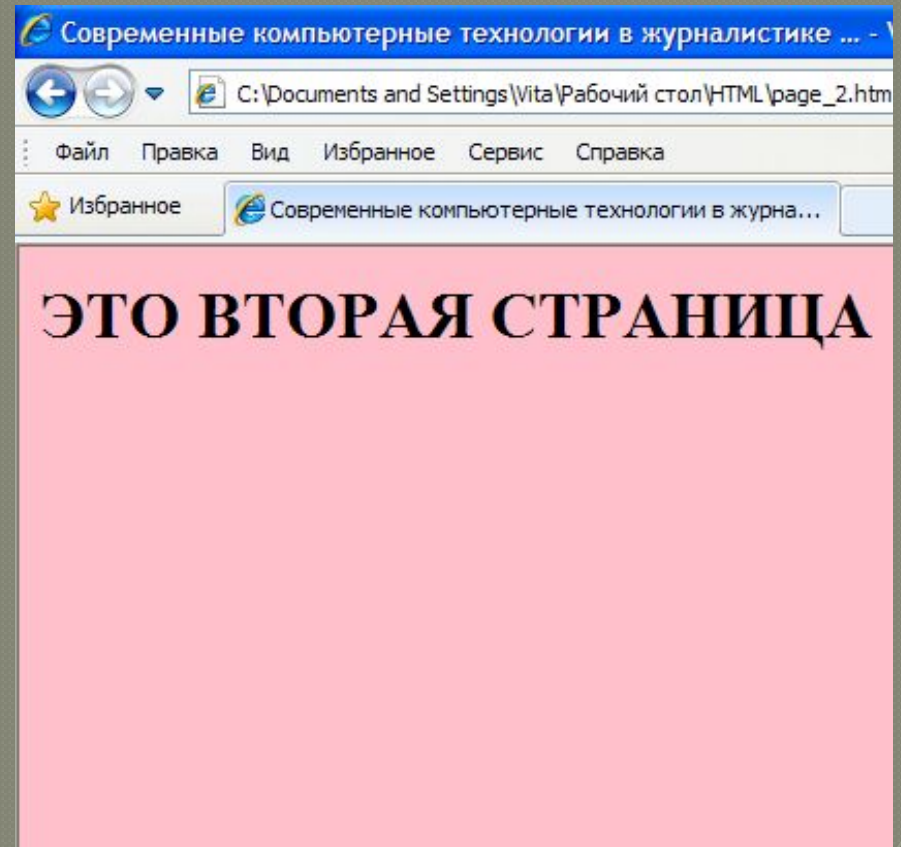 Современные компьютерные технологии в журналистике ... -
C:\Documents and Settings\Vita\Рабочий стол\HTML\page_2.htm
Файл Правка Вид Избранное Сервис Справка
Избранное Современные компьютерные технологии в журна...
ЭТО ВТОРАЯ СТРАНИЦА